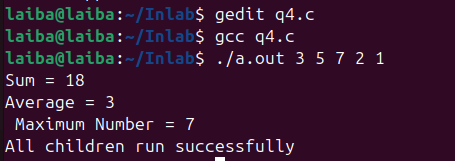 laiba@laiba:~/Inlab$ gedit q4.c
laiba@laiba:~/Inlab$ gcc q4.c
laiba@laiba:~/Inlab$ ./a.out 3 5 7 2 1
Sum = 18
Average = 3
 Maximum Number = 7
All children run successfully